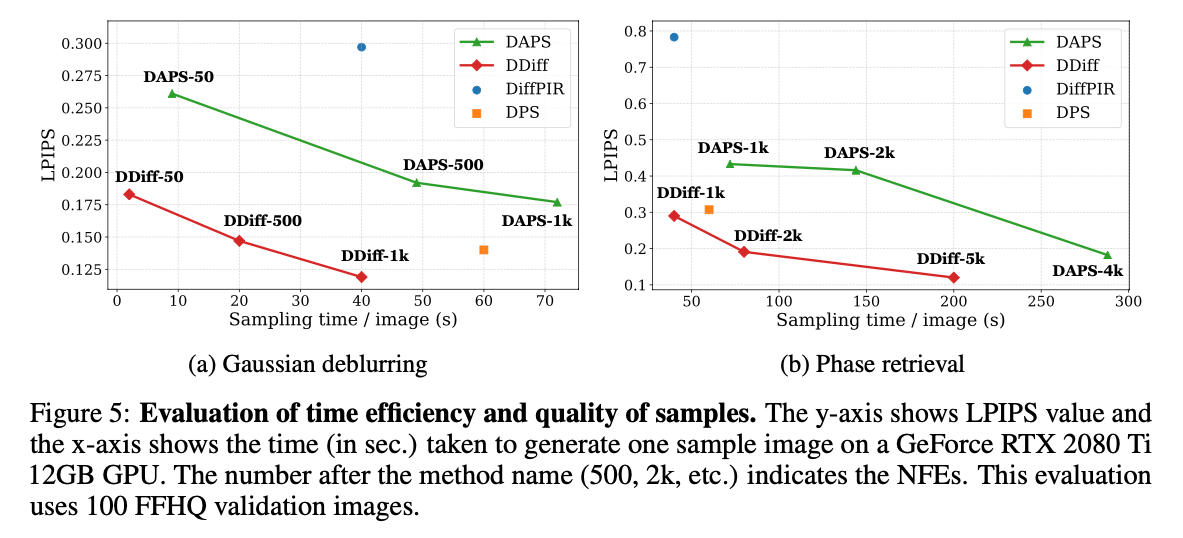 0.300
0.275
0.250
0.225
0.200
0.175
0.150
0.125
LPIPS
DAPS-50
DAPS-500
DAPS-1k
DDiff-50
DDiff-500
DDiff-1k
DAPS
DDiff
DiffPIR
DPS
0 10 20 30 40 50 60 70
Sampling time / image (s)
(a) Gaussian deblurring
0.8
0.7
0.6
0.5
0.4
0.3
0.2
0.1
LPIPS
DAPS-1k
DAPS-2k
DAPS-4k
DDiff-1k
DDiff-2k
DDiff-5k
DAPS
DDiff
DiffPIR
DPS
50 100 150 200 250 300
Sampling time / image (s)
(b) Phase retrieval
Figure 5: Evaluation of time efficiency and quality of samples. The y-axis shows LPIPS value and
the x-axis shows the time (in sec.) taken to generate one sample image on a GeForce RTX 2080 Ti
12GB GPU. The number after the method name (500, 2k, etc.) indicates the NFEs. This evaluation
uses 100 FFHQ validation images.